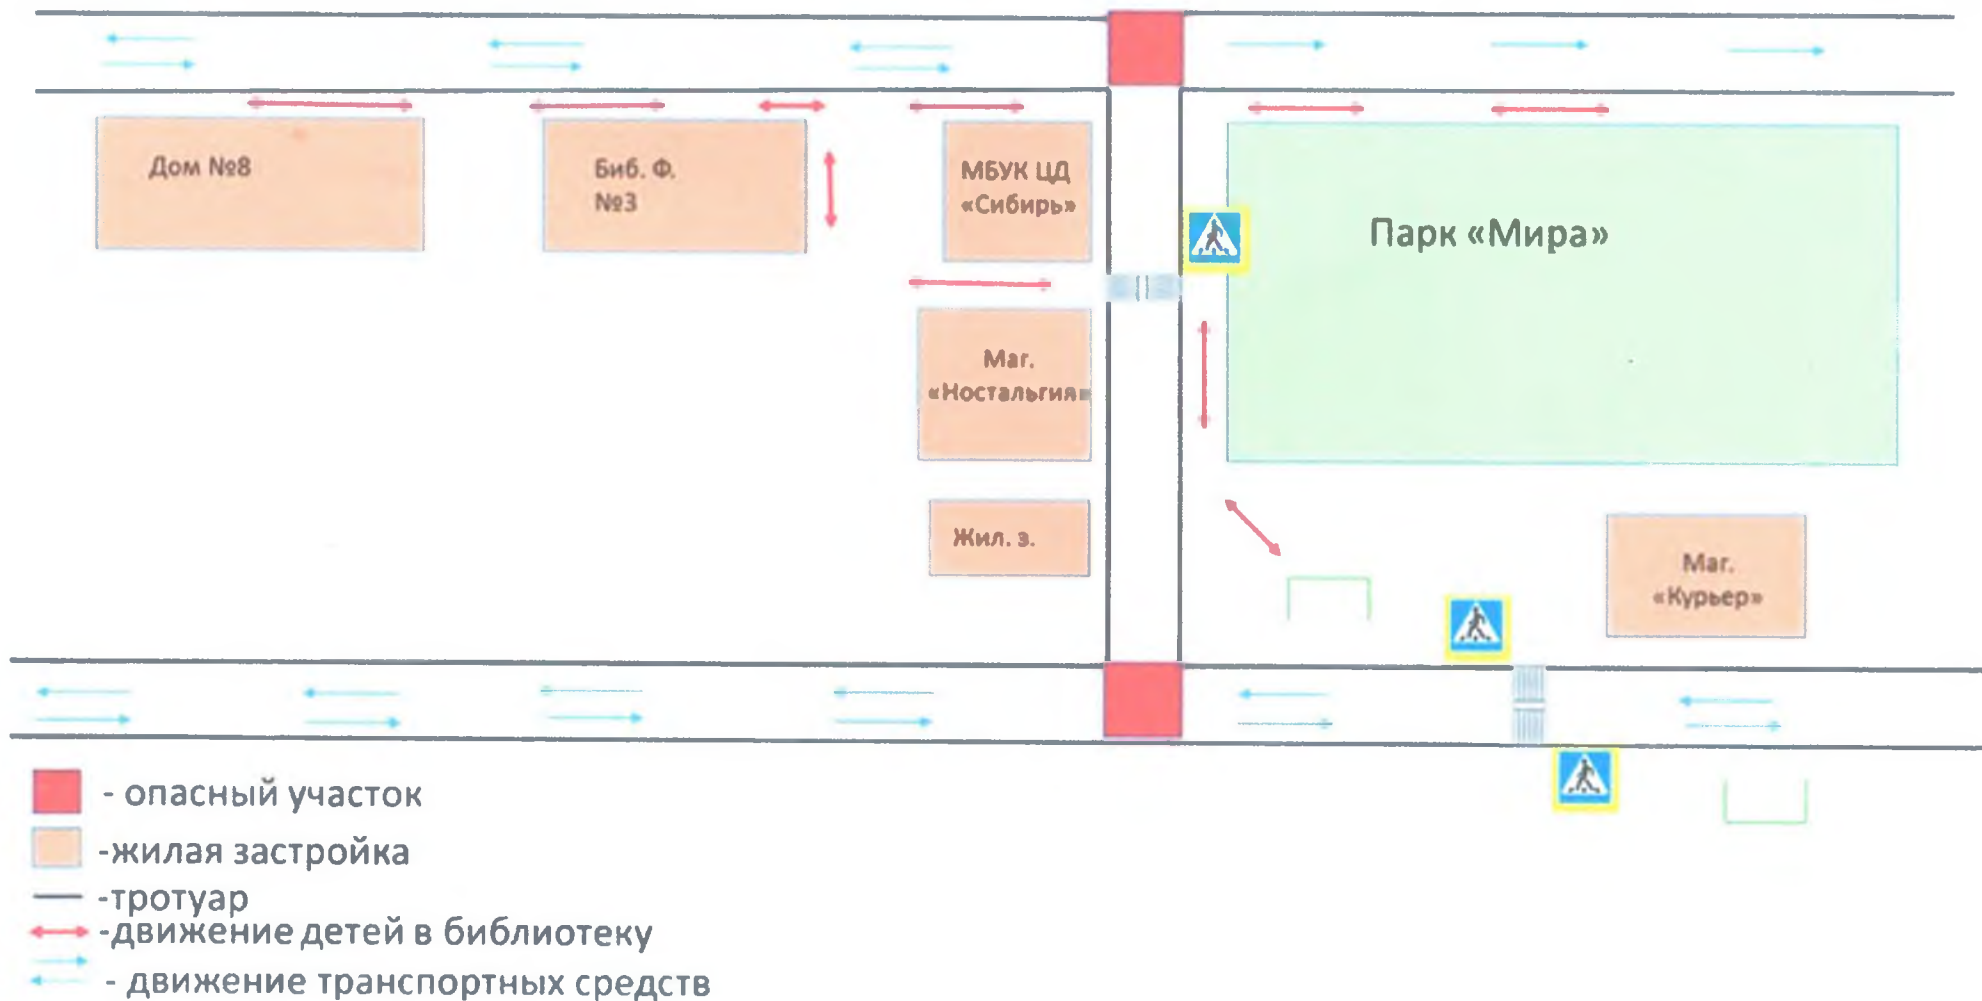 Дом №8
Биб. Ф.
№3
МБУК ЦД
«Сибирь»
Парк «Мира»
Маг.
«Ностальгия»
Жил. з.
Маг.
«Курьер»
- опасный участок
-жилая застройка
-тротуар
-движение детей в библиотеку
- движение транспортных средств